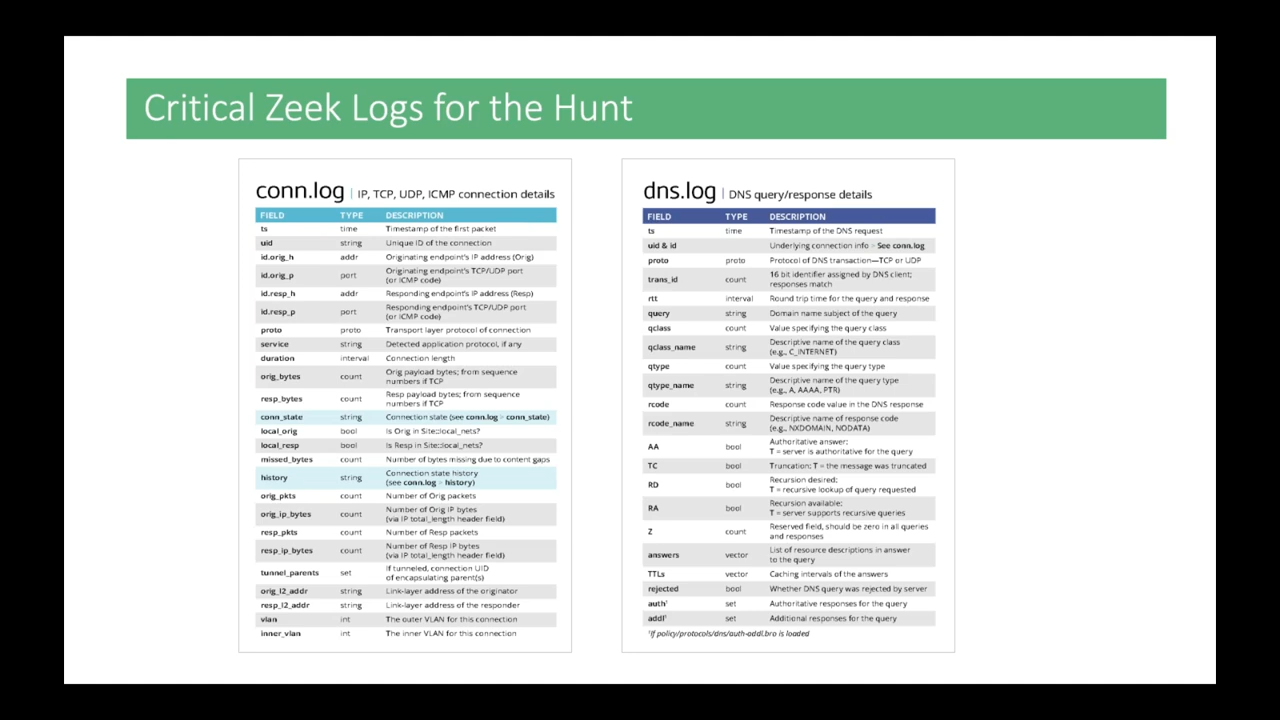 Critical Zeek Logs for the Hunt
conn.log | IP, TCP, UDP, ICMP connection details
FIELD TYPE DESCRIPTION
ts time Timestamp of the first packet
uid string Unique ID of the connection
id.orig_h addr Originating endpoint's IP address (Orig)
id.orig_p port Originating endpoint's TCP/UDP port
(or ICMP code)
id.resp_h addr Responding endpoint's IP address (Resp)
id.resp_p port Responding endpoint's TCP/UDP port
(or ICMP code)
proto proto Transport layer protocol of connection
service string Detected application protocol, if any
duration interval Connection length
orig_bytes count Orig payload bytes; from sequence
numbers if TCP
resp_bytes count Resp payload bytes; from sequence
numbers if TCP
conn_state string Connection state (see conn.log > conn_state)
local_orig bool Is Orig in Site::local_nets?
local_resp bool Is Resp in Site::local_nets?
missed_bytes count Number of bytes missing due to content gaps
history string Connection state history
(see conn.log > history)
orig_pkts count Number of Orig packets
orig_ip_bytes count Number of Orig IP bytes
(via IP total_length header field)
resp_pkts count Number of Resp packets
resp_ip_bytes count Number of Resp IP bytes
(via IP total_length header field)
tunnel_parents set If tunneled, connection UID
of encapsulating parent(s)
orig_l2_addr string Link-layer address of the originator
resp_l2_addr string Link-layer address of the responder
vlan int The outer VLAN for this connection
inner_vlan int The inner VLAN for this connection
dns.log | DNS query/response details
FIELD TYPE DESCRIPTION
ts time Timestamp of the DNS request
uid & id Underlying connection info > See conn.log
proto proto Protocol of DNS transaction—TCP or UDP
trans_id count 16 bit identifier assigned by DNS client;
responses match
rtt interval Round trip time for the query and response
query string Domain name subject of the query
qclass count Value specifying the query class
qclass_name string Descriptive name of the query class
(e.g., C_INTERNET)
qtype count Value specifying the query type
qtype_name string Descriptive name of the query type
(e.g., A, AAAA, PTR)
rcode count Response code value in the DNS response
rcode_name string Descriptive name of response code
(e.g., NXDOMAIN, NODATA)
AA bool Authoritative answer:
T = server is authoritative for the query
TC bool Truncation: T = the message was truncated
RD bool Recursion desired:
T = recursive lookup of query requested
RA bool Recursion available:
T = server supports recursive queries
Z count Reserved field, should be zero in all queries
and responses
answers vector List of resource descriptions in answer
to the query
TTLs vector Caching intervals of the answers
rejected bool Whether DNS query was rejected by server
auth¹ set Authoritative responses for the query
addl¹ set Additional responses for the query
¹If policy/protocols/dns/auth-addl.bro is loaded